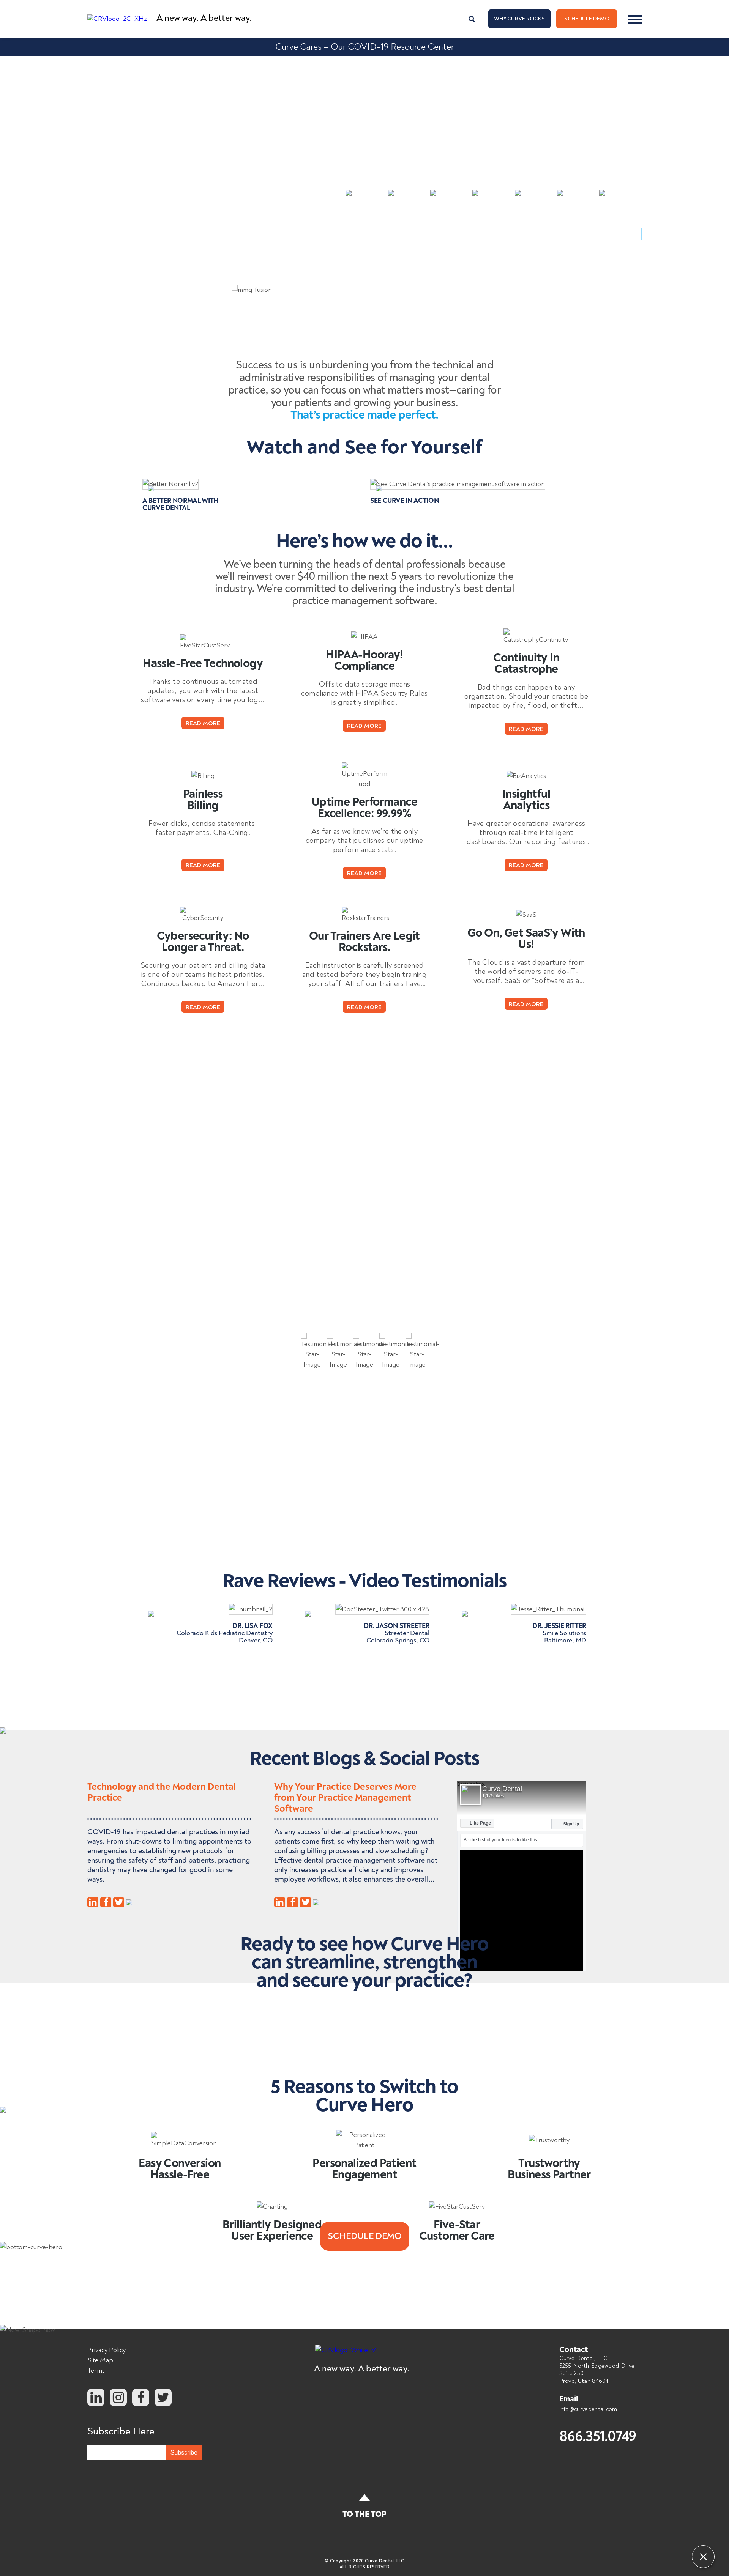 CRVlogo_2C_XHz
A new way. A better way.
WHY CURVE ROCKS
SCHEDULE DEMO
Curve Cares – Our COVID-19 Resource Center
mmg-fusion
Success to us is unburdening you from the technical and
administrative responsibilities of managing your dental
practice, so you can focus on what matters most—caring for
your patients and growing your business.
That's practice made perfect.
Watch and See for Yourself
Better Noraml v2
See Curve Dental's practice management software in action
A BETTER NORMAL WITH
CURVE DENTAL
SEE CURVE IN ACTION
Here's how we do it...
We've been turning the heads of dental professionals because
we'll reinvest over $40 million the next 5 years to revolutionize the
industry. We're committed to delivering the industry's best dental
practice management software.
FiveStarCustServ
Hassle-Free Technology
Thanks to continuous automated
updates, you work with the latest
software version every time you log...
READ MORE
HIPAA
HIPAA-Hooray!
Compliance
Offsite data storage means
compliance with HIPAA Security Rules
is greatly simplified.
READ MORE
CatastrophyContinuity
Continuity In
Catastrophe
Bad things can happen to any
organization. Should your practice be
impacted by fire, flood, or theft...
READ MORE
Billing
Painless
Billing
Fewer clicks, concise statements,
faster payments. Cha-Ching.
READ MORE
UptimePerform-
upd
Uptime Performance
Excellence: 99.99%
As far as we know we're the only
company that publishes our uptime
performance stats.
READ MORE
BizAnalytics
Insightful
Analytics
Have greater operational awareness
through real-time intelligent
dashboards. Our reporting features..
READ MORE
CyberSecurity
Cybersecurity: No
Longer a Threat.
Securing your patient and billing data
is one of our team's highest priorities.
Continuous backup to Amazon Tier...
READ MORE
RoxkstarTrainers
Our Trainers Are Legit
Rockstars.
Each instructor is carefully screened
and tested before they begin training
your staff. All of our trainers have...
READ MORE
SaaS
Go On, Get SaaS'y With
Us!
The Cloud is a vast departure from
the world of servers and do-IT-
yourself. SaaS or "Software as a...
READ MORE
Testimonial-
Star-
Image
Testimonial-
Star-
Image
Testimonial-
Star-
Image
Testimonial-
Star-
Image
Testimonial-
Star-
Image
Rave Reviews - Video Testimonials
Thumbnail_2
DR. LISA FOX
Colorado Kids Pediatric Dentistry
Denver, CO
DocSteeter_Twitter 800 x 428
DR. JASON STREETER
Streeter Dental
Colorado Springs, CO
Jesse_Ritter_Thumbnail
DR. JESSIE RITTER
Smile Solutions
Baltimore, MD
Recent Blogs & Social Posts
Technology and the Modern Dental
Practice
COVID-19 has impacted dental practices in myriad
ways. From shut-downs to limiting appointments to
emergencies to establishing new protocols for
ensuring the safety of staff and patients, practicing
dentistry may have changed for good in some
ways.
Why Your Practice Deserves More
from Your Practice Management
Software
As any successful dental practice knows, your
patients come first, so why keep them waiting with
confusing billing processes and slow scheduling?
Effective and efficient practice management not
only increases practice efficiency and improves
employee workflows, it also enhances the overall...
Curve Dental
Like Page
Sign Up
Be the first of your friends to like this
Ready to see how Curve Hero
can streamline, strengthen
and secure your practice?
5 Reasons to Switch to
Curve Hero
SimpleDataConversion
Easy Conversion
Hassle-Free
Personalized
Patient
Personalized Patient
Engagement
Trustworthy
Trustworthy
Business Partner
Charting
Brilliantly Designed
User Experience
FiveStarCustServ
Five-Star
Customer Care
SCHEDULE DEMO
bottom-curve-hero
Privacy Policy
Site Map
Terms
Subscribe Here
Subscribe
A new way. A better way.
Contact
Curve Dental. LLC
5255 North Edgewood Drive
Suite 250
Provo, Utah 84604
Email
info@curvedental.com
866.351.0749
TO THE TOP
© Copyright 2020 Curve Dental, LLC
ALL RIGHTS RESERVED